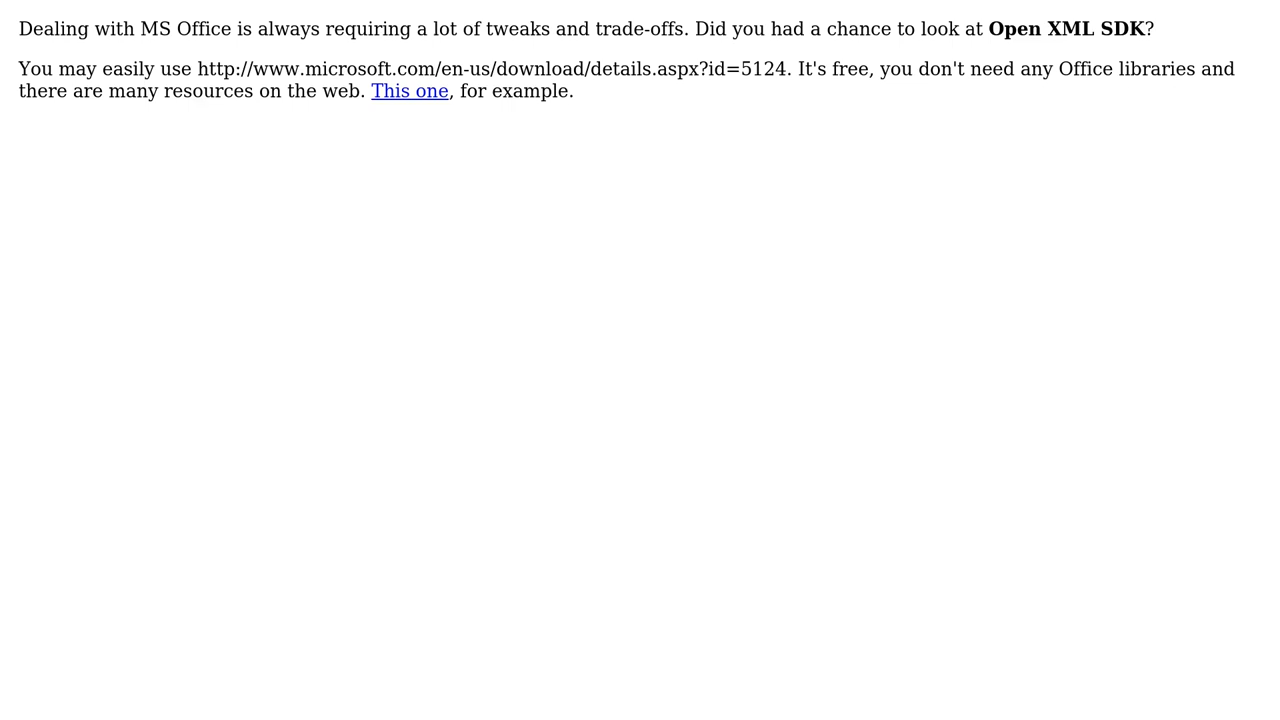 Dealing with MS Office is always requiring a lot of tweaks and trade-offs. Did you had a chance to look at Open XML SDK?
You may easily use http://www.microsoft.com/en-us/download/details.aspx?id=5124. It's free, you don't need any Office libraries and
there are many resources on the web. This one, for example.